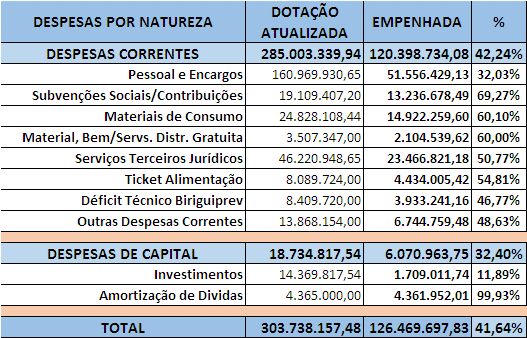 DESPESAS POR NATUREZA DOTAÇÃO ATUALIZADA EMPENHADA %
DESPESAS CORRENTES 285.003.339,94 120.398.734,08 42,24%
Pessoal e Encargos 160.969.930,65 51.556.429,13 32,03%
Subvenções Sociais/Contribuições 19.109.407,20 13.236.678,49 69,27%
Materiais de Consumo 24.828.108,44 14.922.259,60 60,10%
Material, Bem/Servs. Distr. Gratuita 3.507.347,00 2.104.539,62 60,00%
Serviços Terceiros Jurídicos 46.220.948,65 23.466.821,18 50,77%
Ticket Alimentação 8.089.724,00 4.434.005,42 54,81%
Déficit Técnico Biriguiprev 8.409.720,00 3.933.241,16 46,77%
Outras Despesas Correntes 13.868.154,00 6.744.759,48 48,63%
DESPESAS DE CAPITAL 18.734.817,54 6.070.963,75 32,40%
Investimentos 14.369.817,54 1.709.011,74 11,89%
Amortização de Dividas 4.365.000,00 4.361.952,01 99,93%
TOTAL 303.738.157,48 126.469.697,83 41,64%